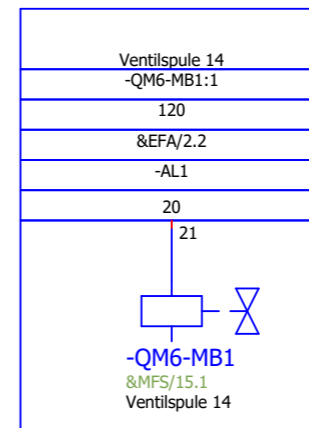 Ventilspule 14
-QM6-MB1:1
120
&EFA/2.2
-AL1
20
21
-QM6-MB1
&MFS/15.1
Ventilspule 14